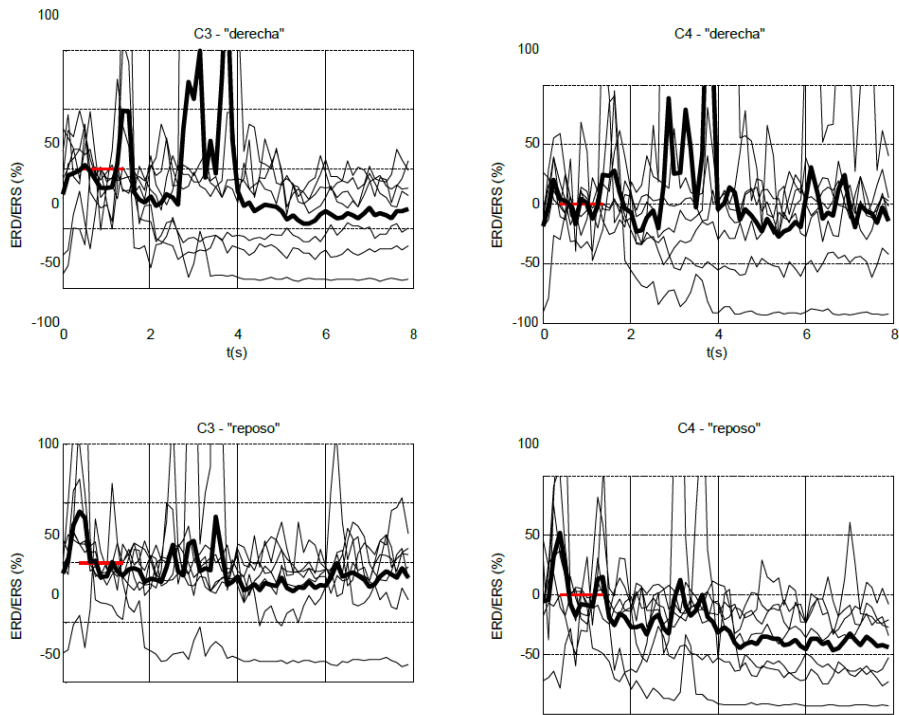 100
C3 - "derecha"
50
0
-50
-100
ERD/ERS (%)
0 2 4 6 8
t(s)
C4 - "derecha"
100
50
0
-50
-100
ERD/ERS (%)
0 2 4 6 8
t(s)
C3 - "reposo"
100
50
0
-50
ERD/ERS (%)
C4 - "reposo"
100
50
0
-50
ERD/ERS (%)